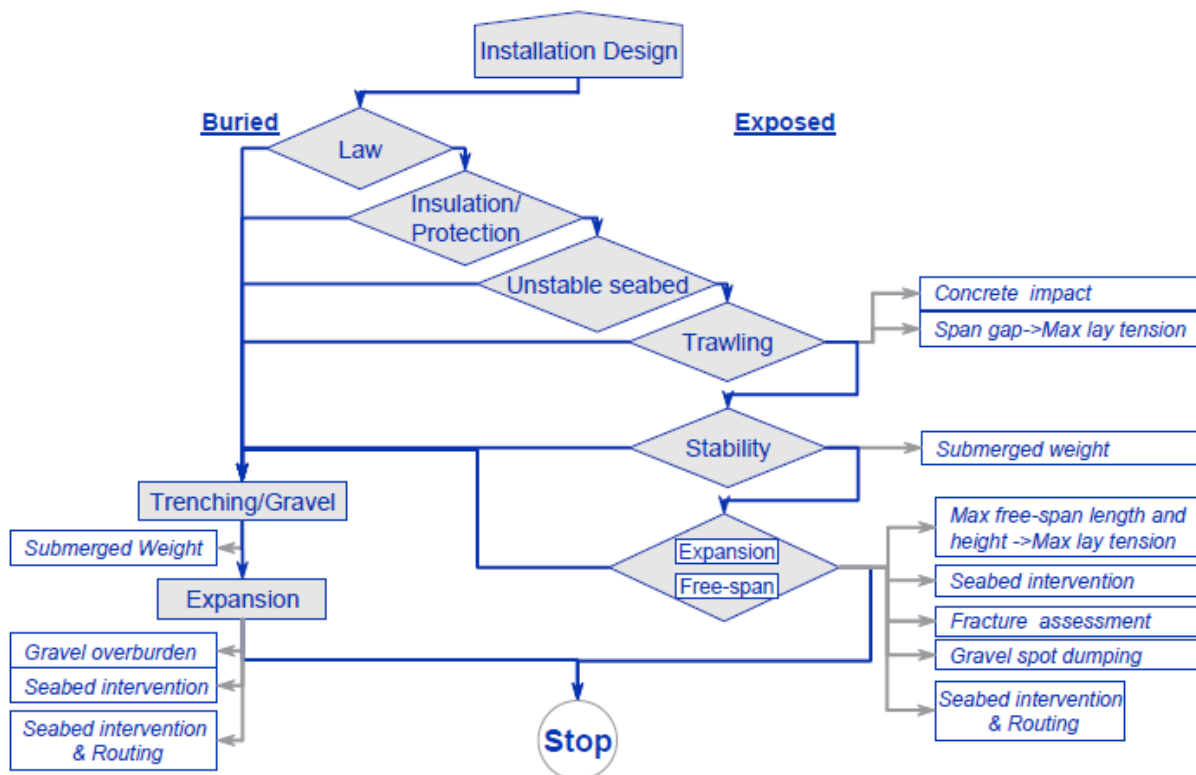 Installation Design
Buried
Exposed
Law
Insulation/
Protection
Unstable seabed
Trawling
Concrete impact
Span gap->Max lay tension
Stability
Submerged weight
Trenching/Gravel
Submerged Weight
Expansion
Gravel overburden
Seabed intervention
Seabed intervention
& Routing
Expansion
Free-span
Max free-span length and
height ->Max lay tension
Seabed intervention
Fracture assessment
Gravel spot dumping
Seabed intervention
& Routing
Stop